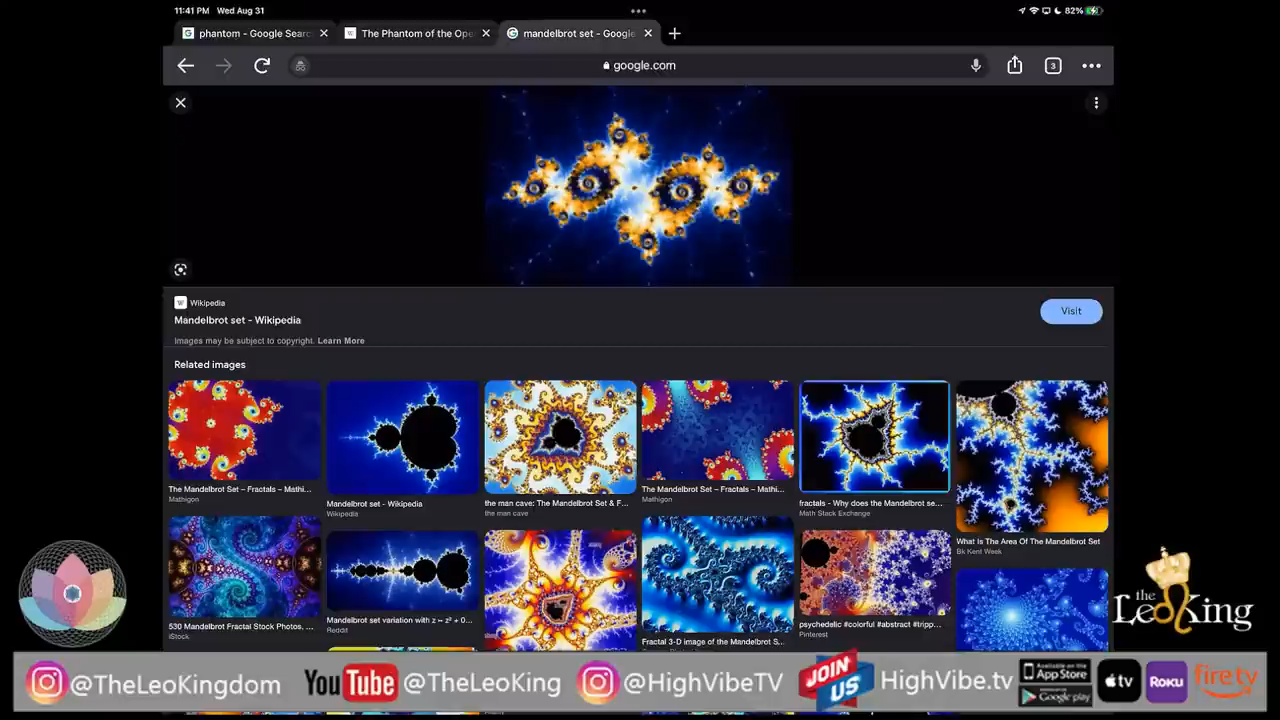 11:41 PM Wed Aug 31
82%
phantom - Google Searc
The Phantom of the Ope
mandelbrot set - Google
google.com
3
W Wikipedia
Mandelbrot set - Wikipedia
Visit
Images may be subject to copyright. Learn More
Related images
The Mandelbrot Set – Fractals – Mathi...
Mathigon
Mandelbrot set - Wikipedia
Wikipedia
the man cave: The Mandelbrot Set & F...
the man cave
The Mandelbrot Set – Fractals – Mathi...
Mathigon
fractals - Why does the Mandelbrot se...
Math Stack Exchange
What Is The Area Of The Mandelbrot Set
Bk Kent Week
530 Mandelbrot Fractal Stock Photos, ...
iStock
Mandelbrot set variation with z ↦ z² + 0...
Reddit
Fractal 3-D image of the Mandelbrot S...
psychedelic #colorful #abstract #tripp...
Pinterest
the LeoKing
@TheLeoKingdom
YouTube @TheLeoKing
@HighVibeTV
JOIN US
HighVibe.tv
Available on the App Store
Google play
tv
Roku
firetv